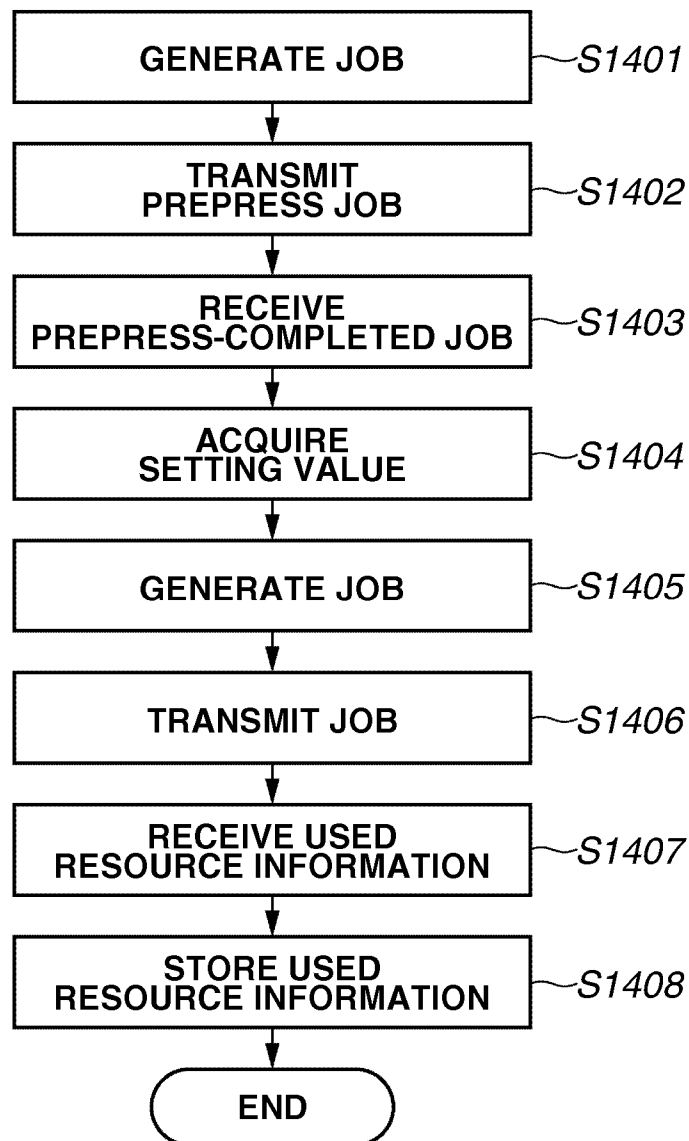 GENERATE JOB
S1401
TRANSMIT
PREPRESS JOB
S1402
RECEIVE
PREPRESS-COMPLETED JOB
S1403
ACQUIRE
SETTING VALUE
S1404
GENERATE JOB
S1405
TRANSMIT JOB
S1406
RECEIVE USED
RESOURCE INFORMATION
S1407
STORE USED
RESOURCE INFORMATION
S1408
END